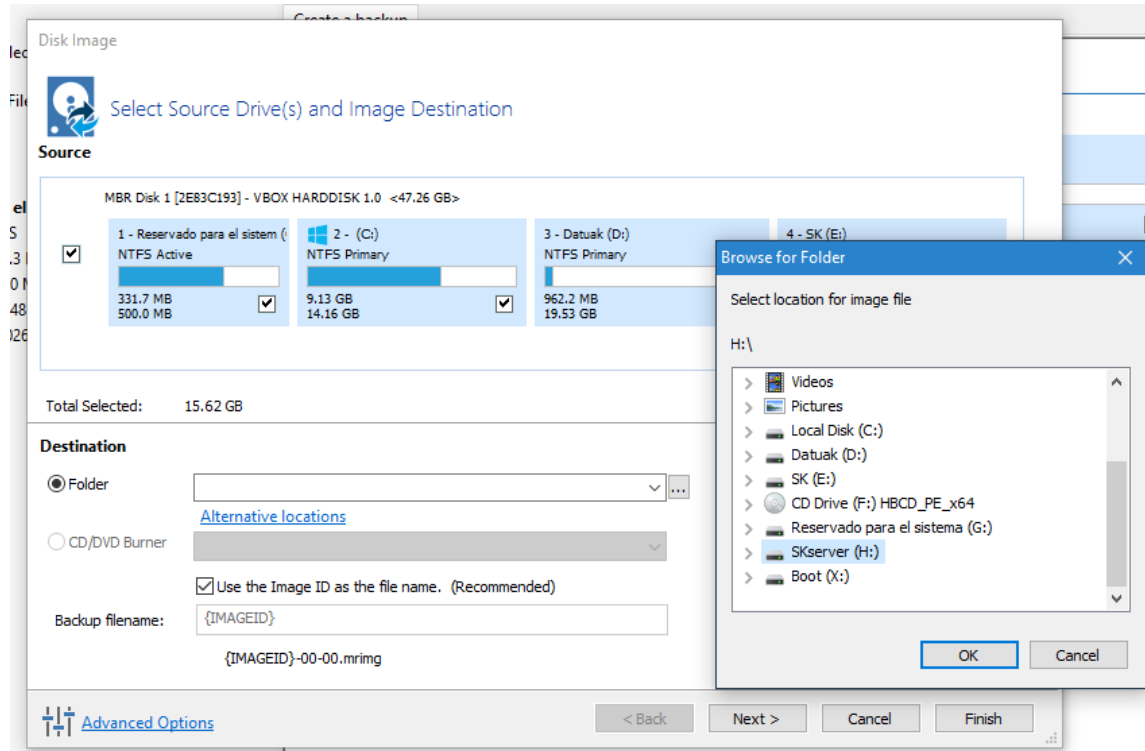 Create a backup
Disk Image
Select Source Drive(s) and Image Destination
Source
MBR Disk 1 [2E83C193] - VBOX HARDDISK 1.0 <47.26 GB>
1 - Reservado para el sistem (
NTFS Active
331.7 MB
500.0 MB
2 - (C:)
NTFS Primary
9.13 GB
14.16 GB
3 - Datuak (D:)
NTFS Primary
962.2 MB
19.53 GB
4 - SK (E:)
Total Selected: 15.62 GB
Destination
Folder
...
Alternative locations
CD/DVD Burner
Use the Image ID as the file name. (Recommended)
Backup filename: {IMAGEID}
{IMAGEID}-00-00.mrimg
Advanced Options
< Back
Next >
Cancel
Finish
Browse for Folder
Select location for image file
H:\
Videos
Pictures
Local Disk (C:)
Datuak (D:)
SK (E:)
CD Drive (F:) HBCD_PE_x64
Reservado para el sistema (G:)
SKserver (H:)
Boot (X:)
OK
Cancel